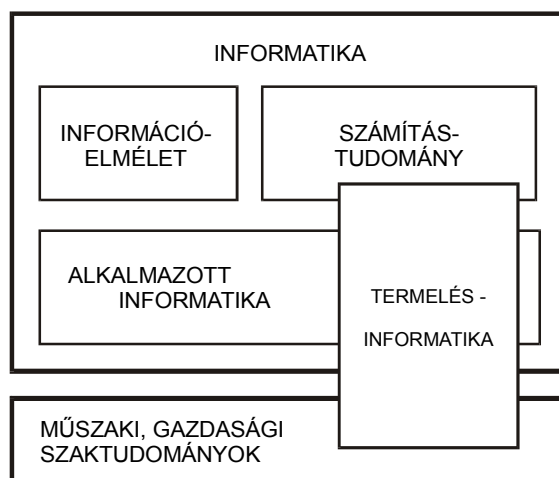 INFORMATIKA
INFORMÁCIÓ-
ELMÉLET
SZÁMÍTÁS-
TUDOMÁNY
ALKALMAZOTT
INFORMATIKA
TERMELÉS -
INFORMATIKA
MŰSZAKI, GAZDASÁGI
SZAKTUDOMÁNYOK